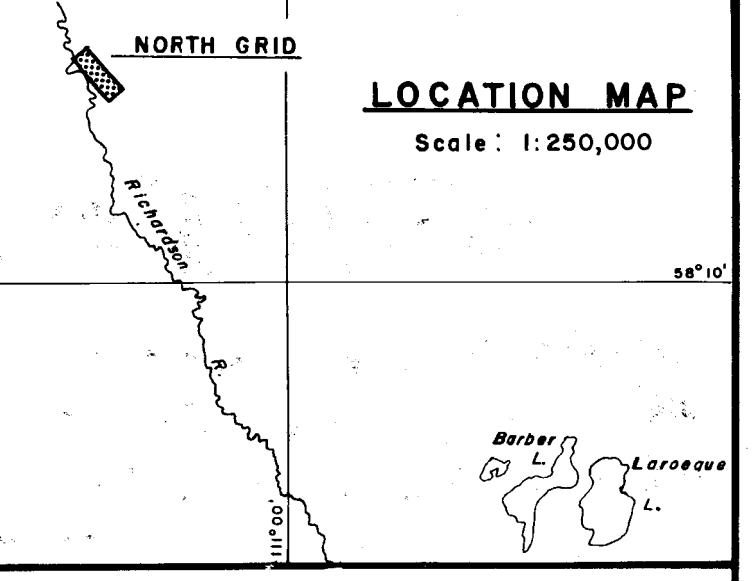 NORTH GRID
LOCATION MAP
Scale: 1:250,000
Richardson
R.
58°10'
111°00'
Barber
L.
Laroeque
L.